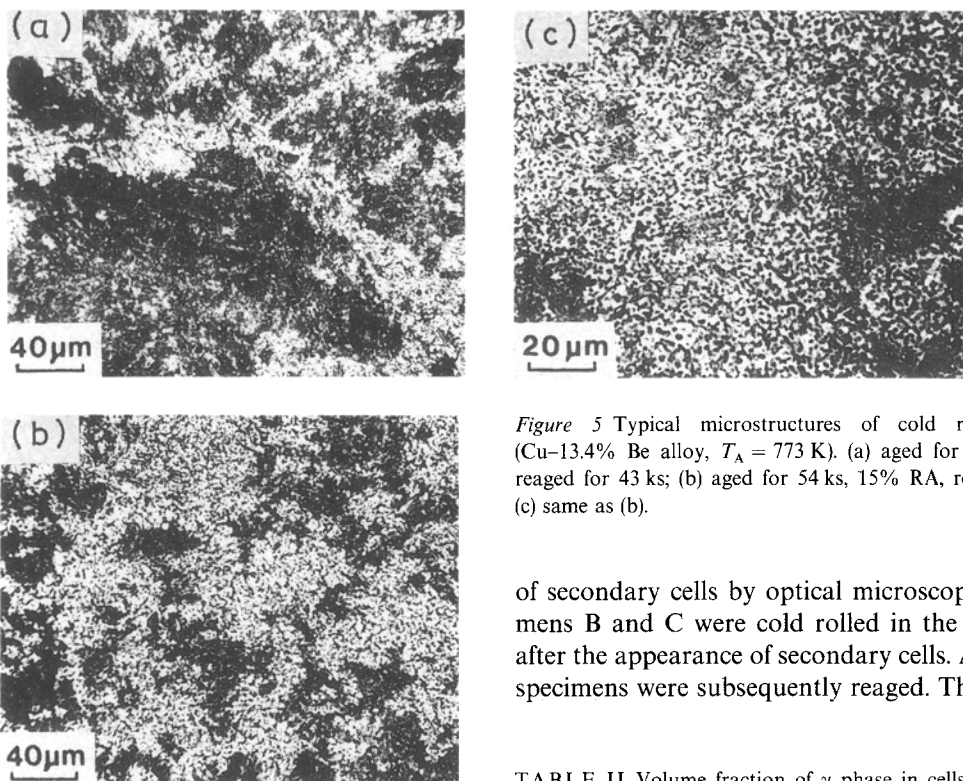 (a)
40μm
(b)
40μm
(c)
20μm
Figure 5 Typical microstructures of cold r
(Cu–13.4% Be alloy, T_A = 773 K). (a) aged for
reaged for 43 ks; (b) aged for 54 ks, 15% RA, r
(c) same as (b).
of secondary cells by optical microscop
mens B and C were cold rolled in the
after the appearance of secondary cells.
specimens were subsequently reaged. Th
TABLE II Volume fraction of γ phase in cells